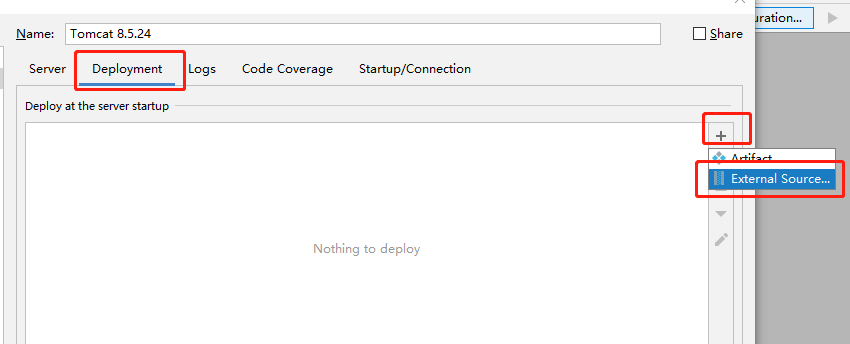 Name: Tomcat 8.5.24 Share
uration...
Server Deployment Logs Code Coverage Startup/Connection
Deploy at the server startup
Artifact
External Source...
Nothing to deploy